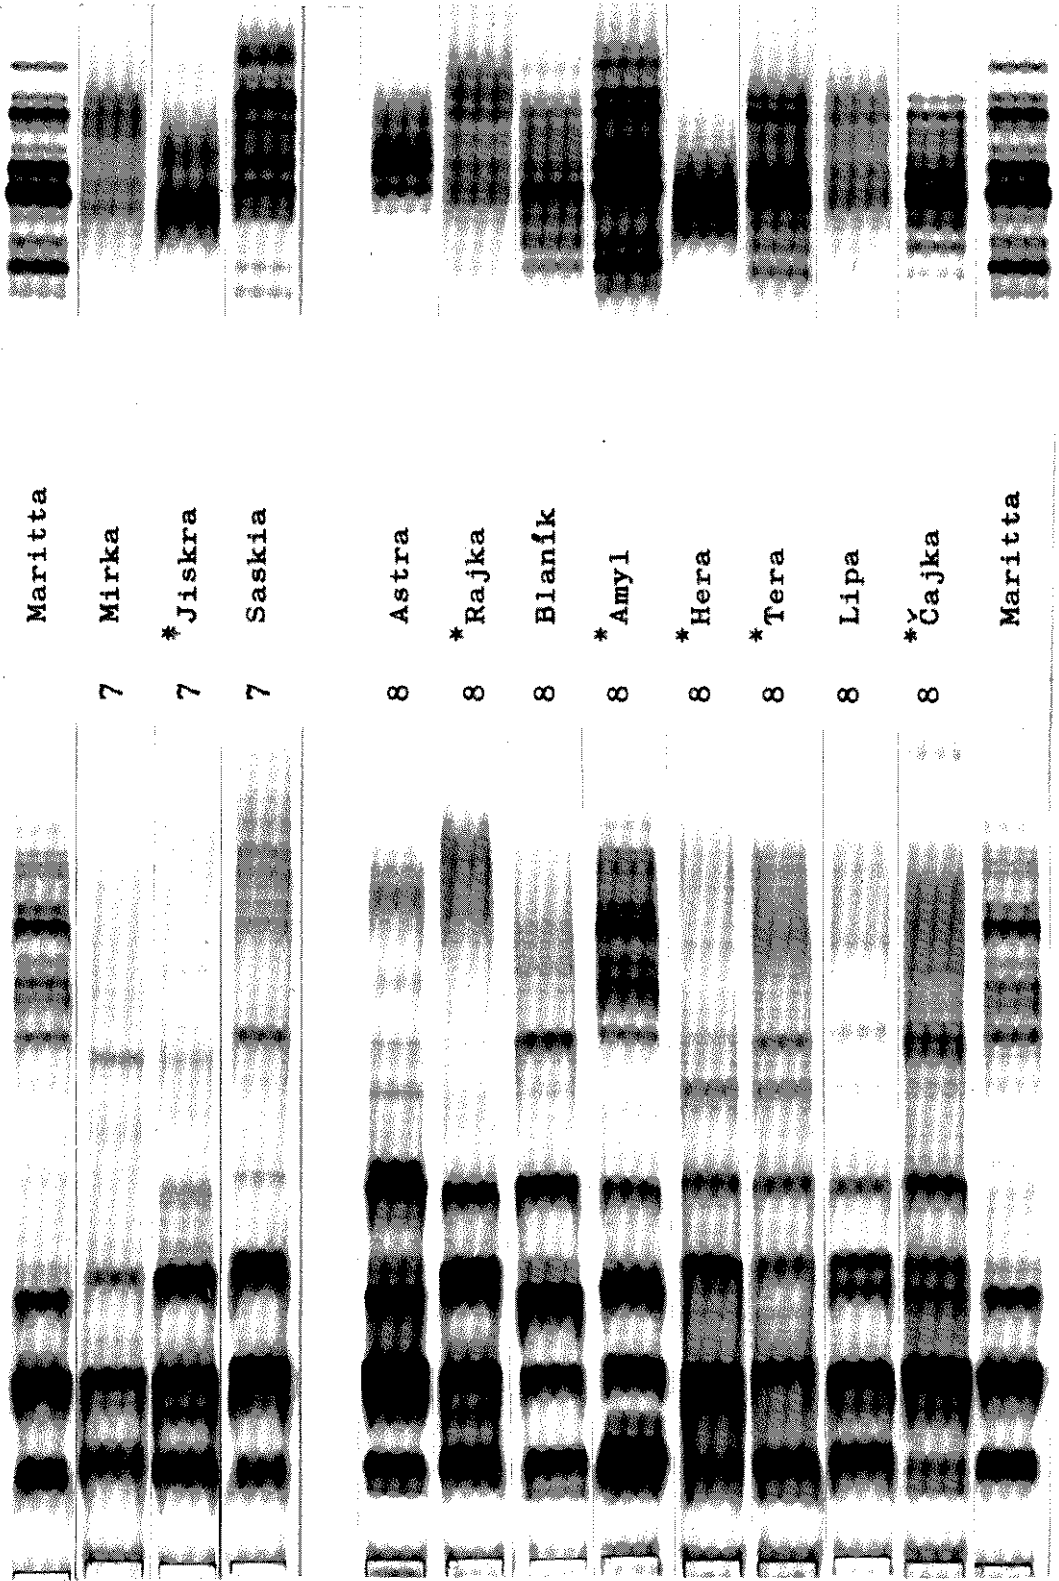 Maritta
7 Mirka
7 *Jiskra
7 Saskia
8 Astra
8 *Rajka
8 Blaník
8 *Amyl
8 *Hera
8 *Tera
8 Lipa
8 *Čajka
Maritta